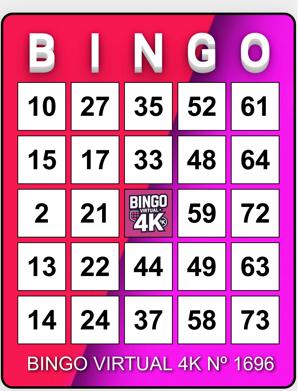 B I N G O
10 27 35 52 61
15 17 33 48 64
2 21 BINGO VIRTUAL 4K 59 72
13 22 44 49 63
14 24 37 58 73
BINGO VIRTUAL 4K Nº 1696